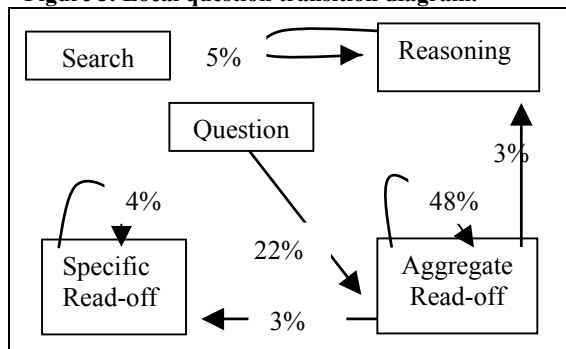 Figure 3. Local question transition diagram.
Search
5%
Reasoning
Question
3%
4%
48%
22%
Specific
Read-off
Aggregate
Read-off
3%